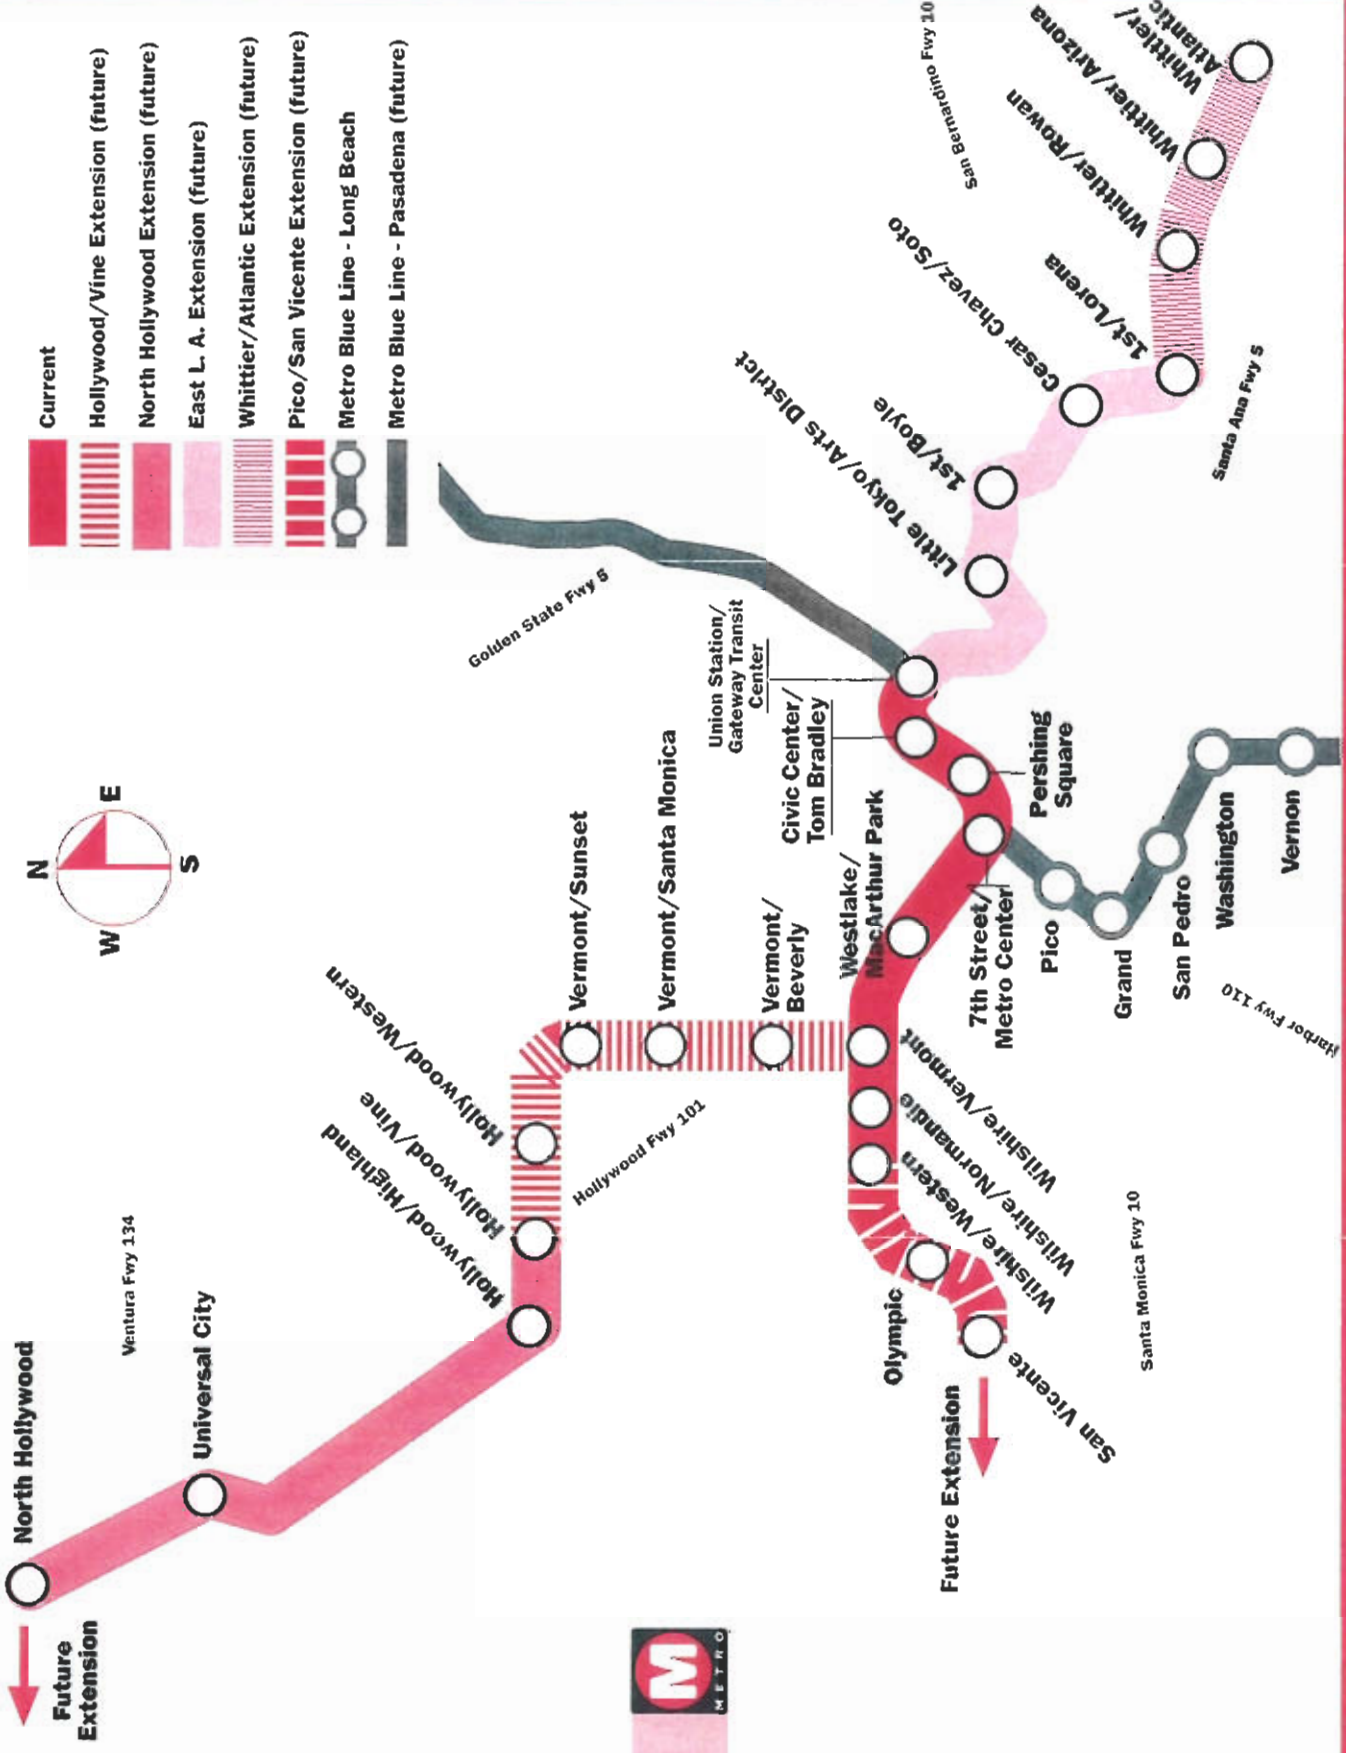 Current
Hollywood/Vine Extension (future)
North Hollywood Extension (future)
East L. A. Extension (future)
Whittier/Atlantic Extension (future)
Pico/San Vicente Extension (future)
Metro Blue Line - Long Beach
Metro Blue Line - Pasadena (future)
N
E
S
W
North Hollywood
Future
Extension
Universal City
Ventura Fwy 134
Hollywood/Highland
Hollywood/Vine
Hollywood/Western
Hollywood Fwy 101
Vermont/Sunset
Vermont/Santa Monica
Vermont/
Beverly
Golden State Fwy 5
Union Station/
Gateway Transit
Center
Civic Center/
Tom Bradley
Pershing
Square
Westlake/
MacArthur Park
7th Street/
Metro Center
Wilshire/Vermont
Wilshire/Normandie
Wilshire/Western
Olympic
San Vicente
Future Extension
Santa Monica Fwy 10
Pico
Grand
San Pedro
Washington
Vernon
Harbor Fwy 110
Little Tokyo/Arts District
1st/Boyle
Cesar Chavez/Soto
1st/Lorena
Whittier/Rowan
Whittier/Arizona
Whittier/
Atlantic
San Bernardino Fwy 10
Santa Ana Fwy 5
M
METRO